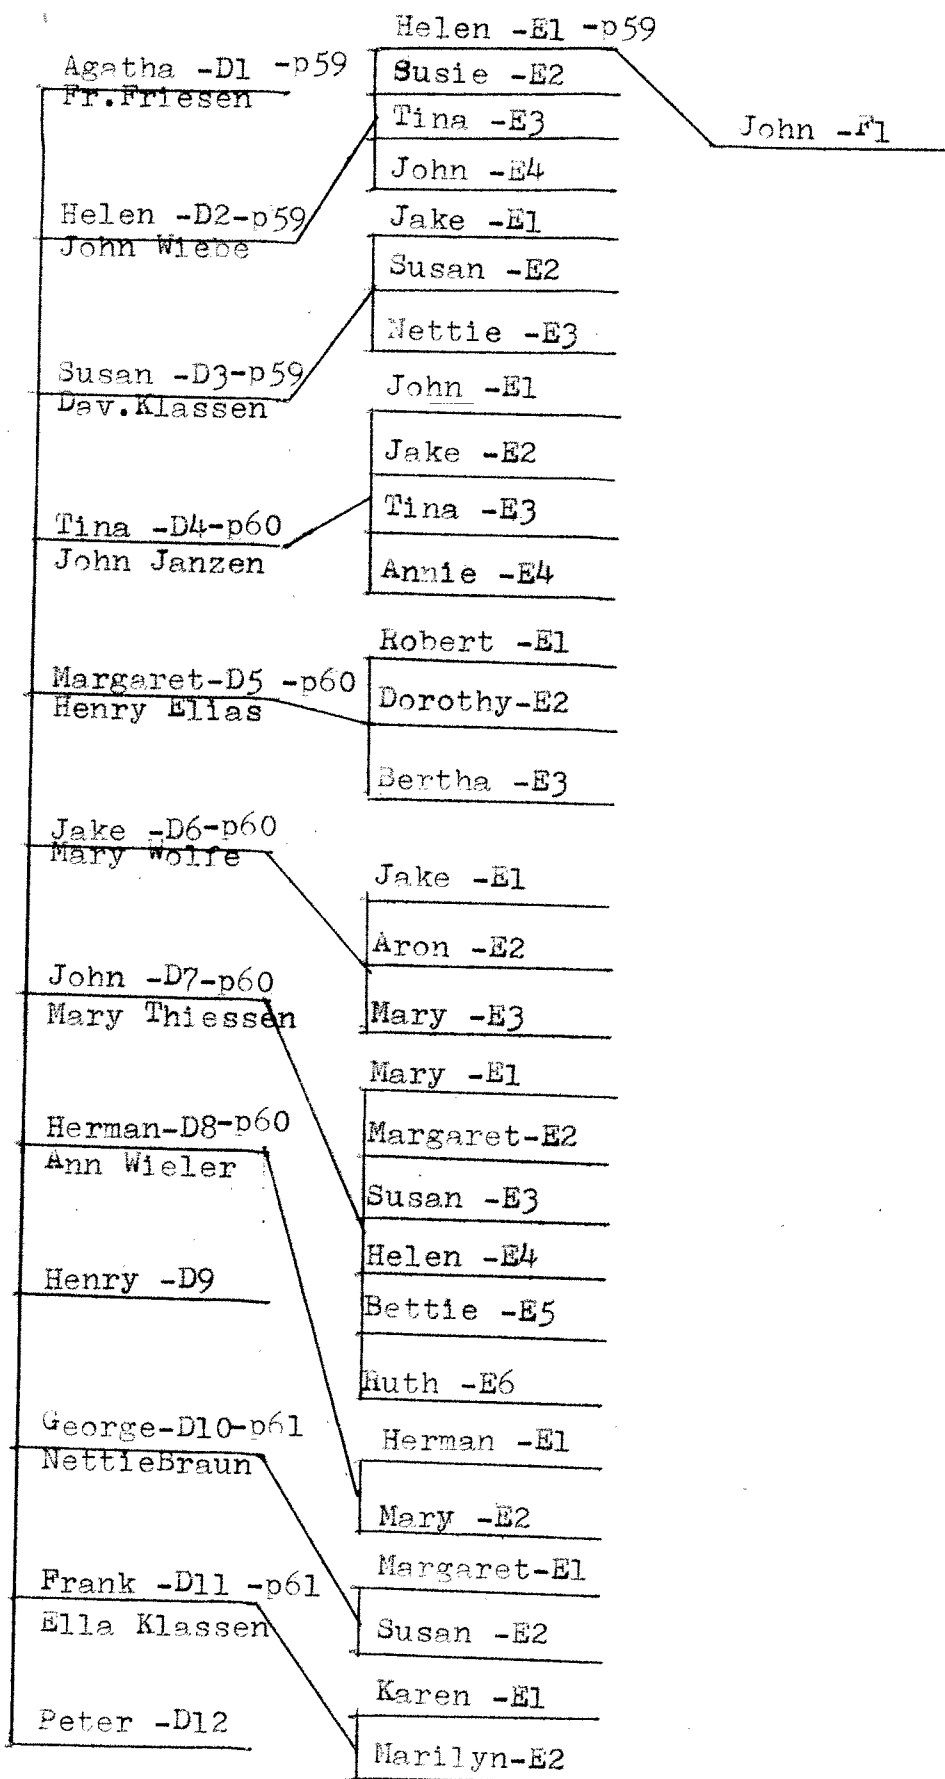 Agatha -D1 -p59
Fr.Friesen
Helen -D2-p59
John Wiebe
Susan -D3-p59
Dav.Klassen
Tina -D4-p60
John Janzen
Margaret-D5 -p60
Henry Elias
Jake -D6-p60
Mary Wolfe
John -D7-p60
Mary Thiessen
Herman-D8-p60
Ann Wieler
Henry -D9
George-D10-p61
NettieBraun
Frank -D11 -p61
Ella Klassen
Peter -D12
Helen -E1 -p59
Susie -E2
Tina -E3
John -E4
Jake -E1
Susan -E2
Nettie -E3
John -E1
Jake -E2
Tina -E3
Annie -E4
Robert -E1
Dorothy-E2
Bertha -E3
Jake -E1
Aron -E2
Mary -E3
Mary -E1
Margaret-E2
Susan -E3
Helen -E4
Bettie -E5
Ruth -E6
Herman -E1
Mary -E2
Margaret-E1
Susan -E2
Karen -E1
Marilyn-E2
John -F1